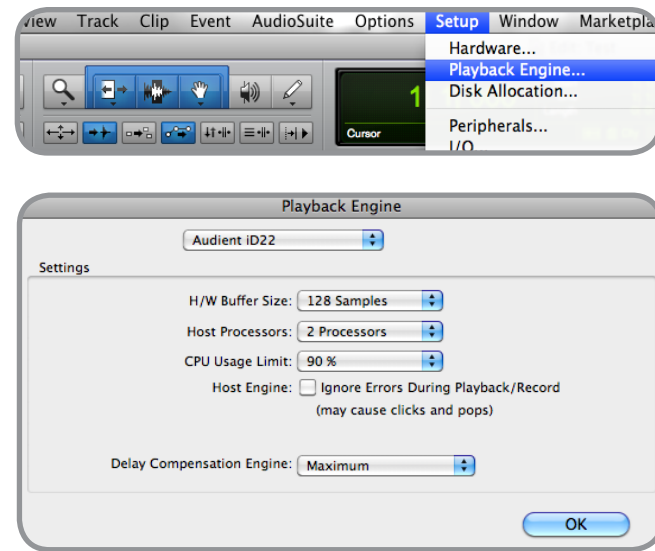 View Track Clip Event AudioSuite Options Setup Window Marketpla
Hardware...
Playback Engine...
Disk Allocation...
Peripherals...
I/O...
1
Cursor
Playback Engine
Audient iD22
Settings
H/W Buffer Size: 128 Samples
Host Processors: 2 Processors
CPU Usage Limit: 90 %
Host Engine: Ignore Errors During Playback/Record
(may cause clicks and pops)
Delay Compensation Engine: Maximum
OK